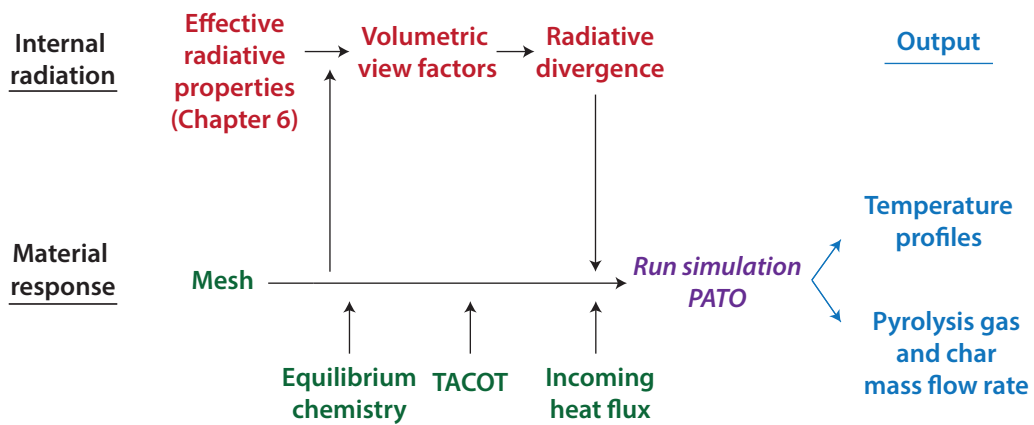 Internal
radiation
Effective
radiative
properties
(Chapter 6)
Volumetric
view factors
Radiative
divergence
Output
Material
response
Mesh
Run simulation
PATO
Temperature
profiles
Pyrolysis gas
and char
mass flow rate
Equilibrium
chemistry
TACOT
Incoming
heat flux